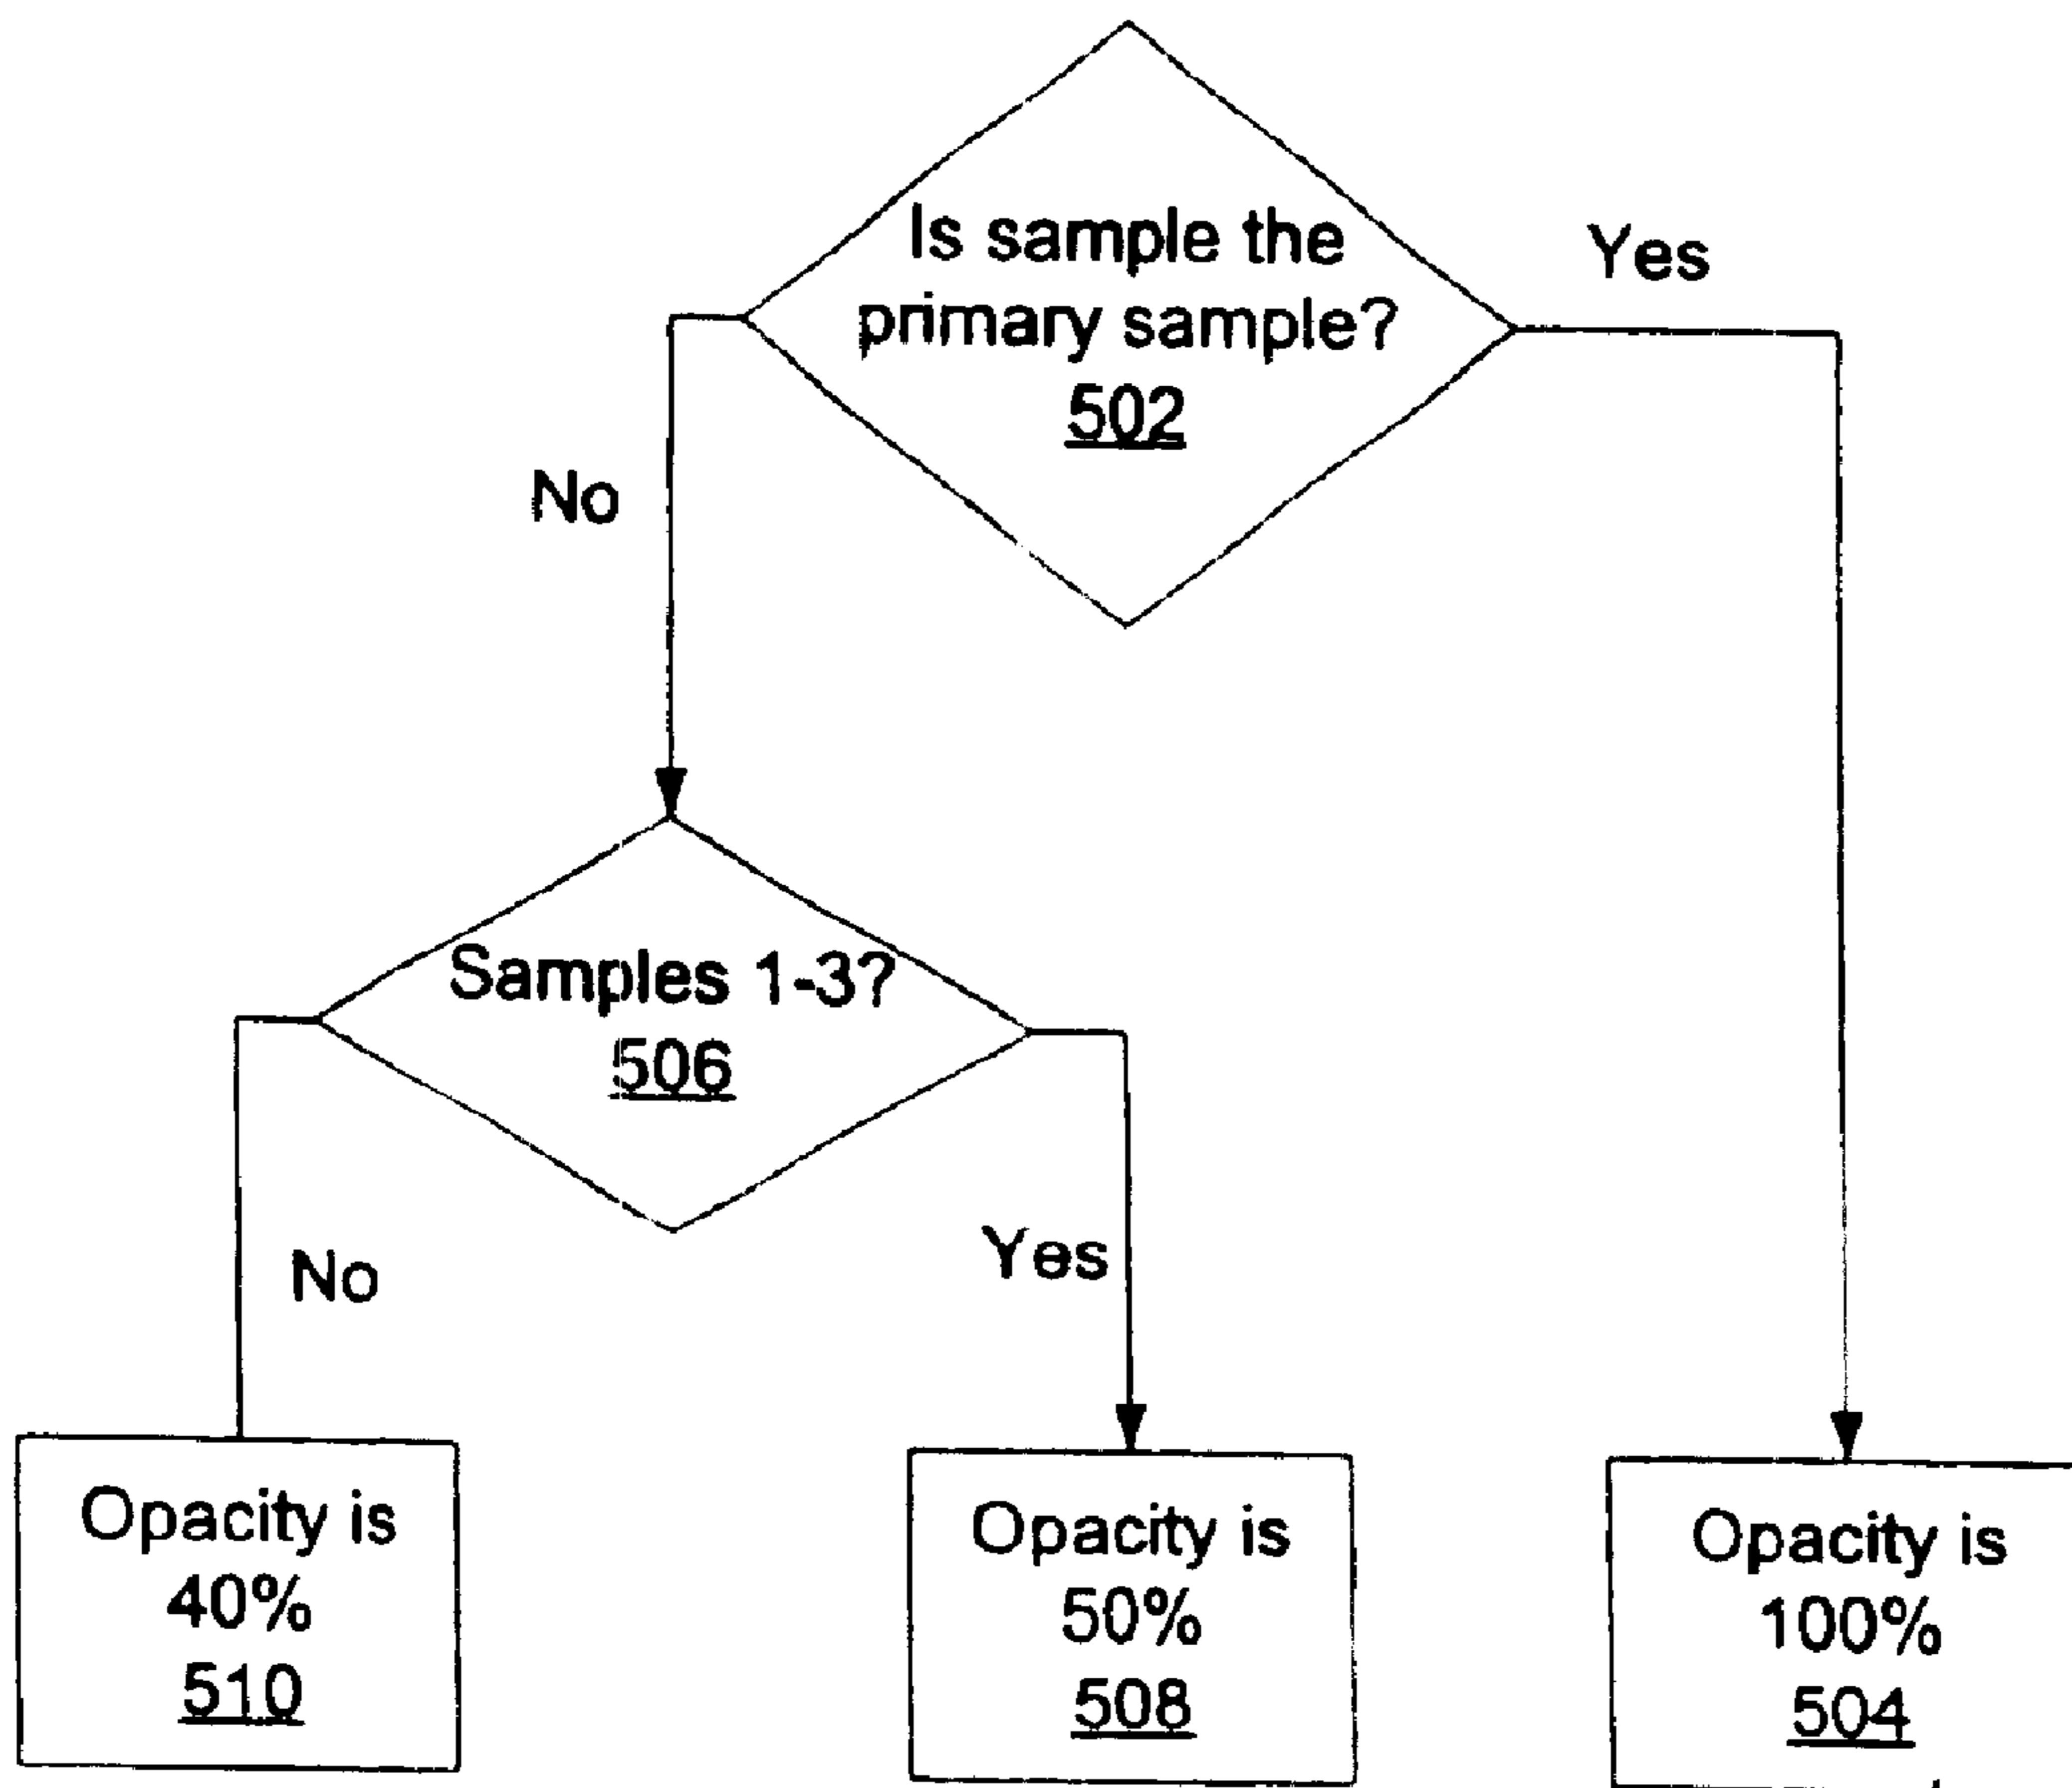 Is sample the
primary sample?
502
Yes
No
Samples 1-3?
506
No
Yes
Opacity is
40%
510
Opacity is
50%
508
Opacity is
100%
504